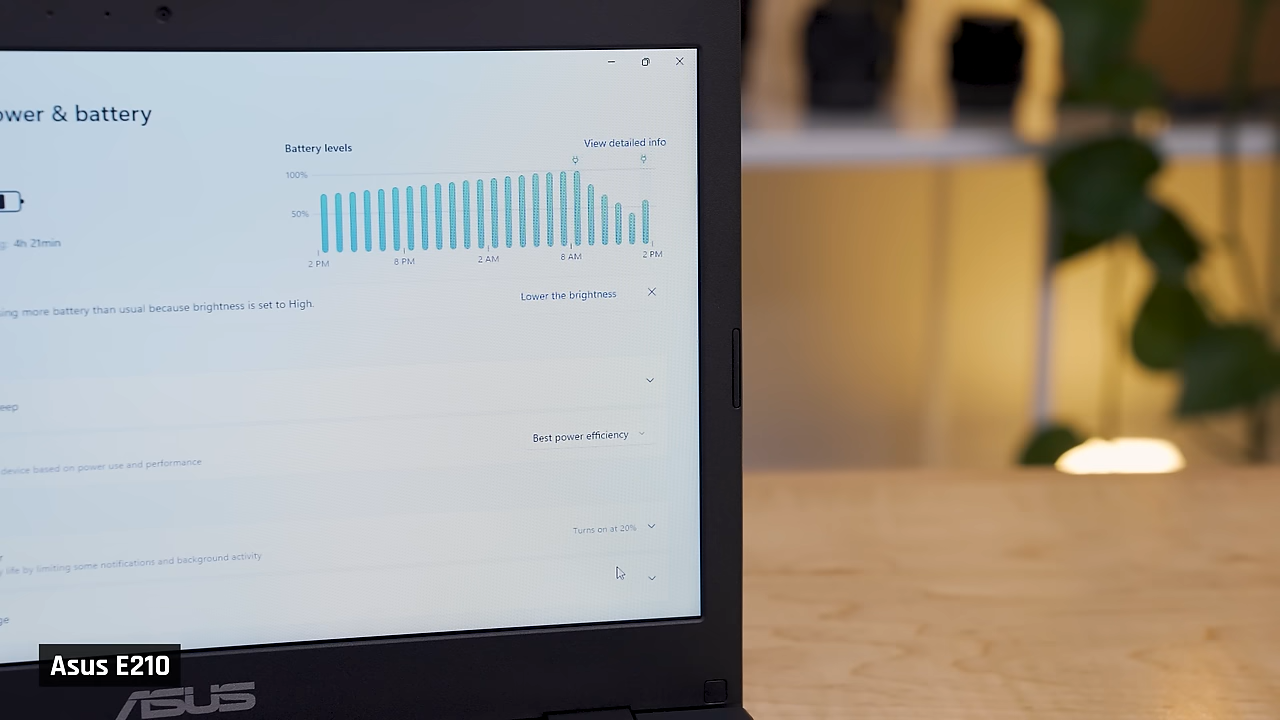 ower & battery
View detailed info
Battery levels
100%
50%
4h 21min
2 PM 8 PM 2 AM 8 AM 2 PM
ing more battery than usual because brightness is set to High.
Lower the brightness
eep
Best power efficiency
device based on power use and performance
Turns on at 20%
r
y life by limiting some notifications and background activity
ge
Asus E210
ASUS